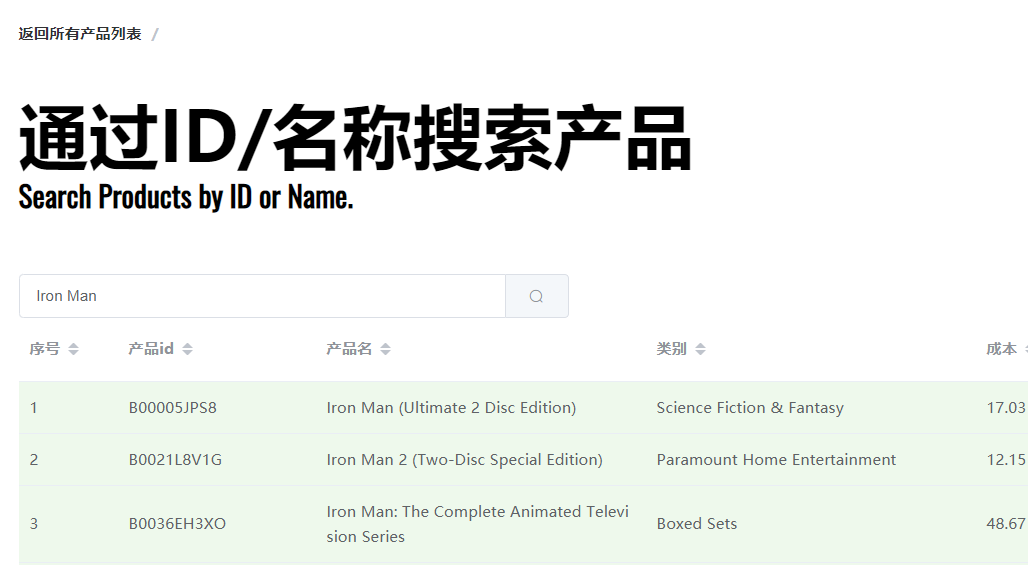 返回所有产品列表 /
通过ID/名称搜索产品
Search Products by ID or Name.
Iron Man
序号 产品id 产品名 类别 成本
1 B00005JPS8 Iron Man (Ultimate 2 Disc Edition) Science Fiction & Fantasy 17.03
2 B0021L8V1G Iron Man 2 (Two-Disc Special Edition) Paramount Home Entertainment 12.15
3 B0036EH3XO Iron Man: The Complete Animated Televi
sion Series Boxed Sets 48.67